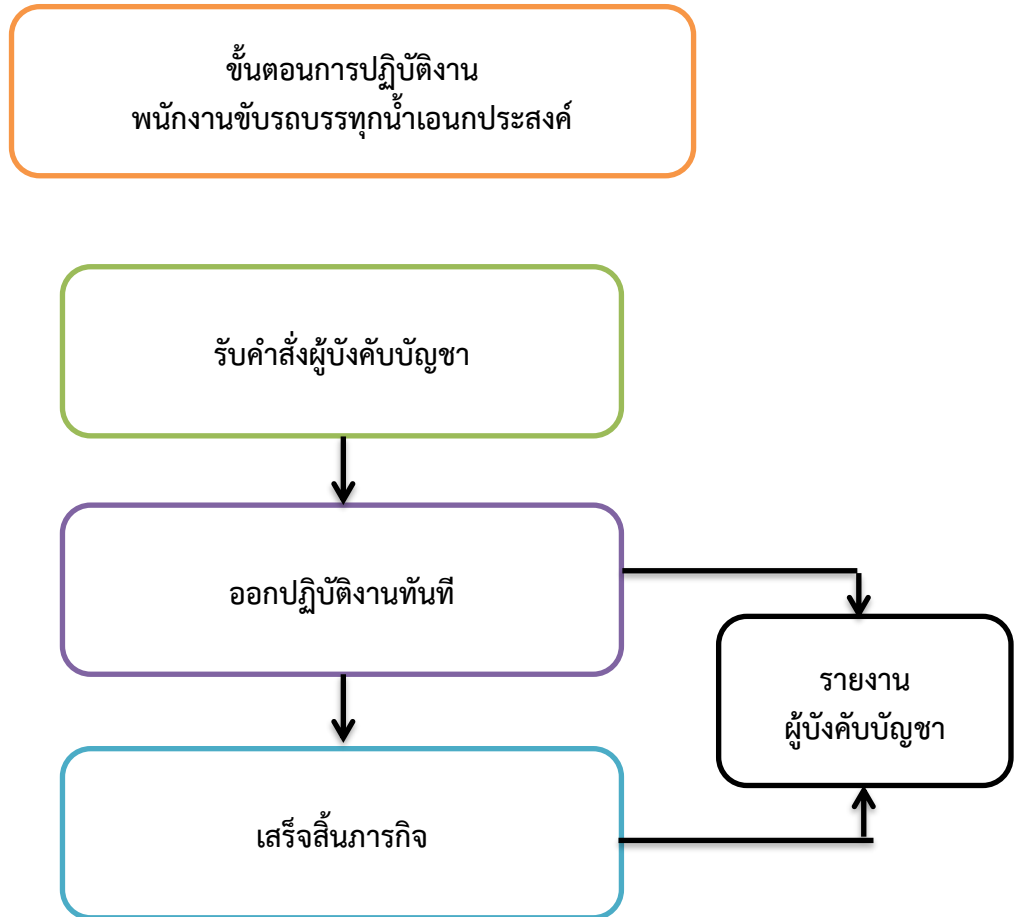 ขั้นตอนการปฏิบัติงาน
พนักงานขับรถบรรทุกน้ำเอนกประสงค์
รับคำสั่งผู้บังคับบัญชา
ออกปฏิบัติงานทันที
รายงาน
ผู้บังคับบัญชา
เสร็จสิ้นภารกิจ